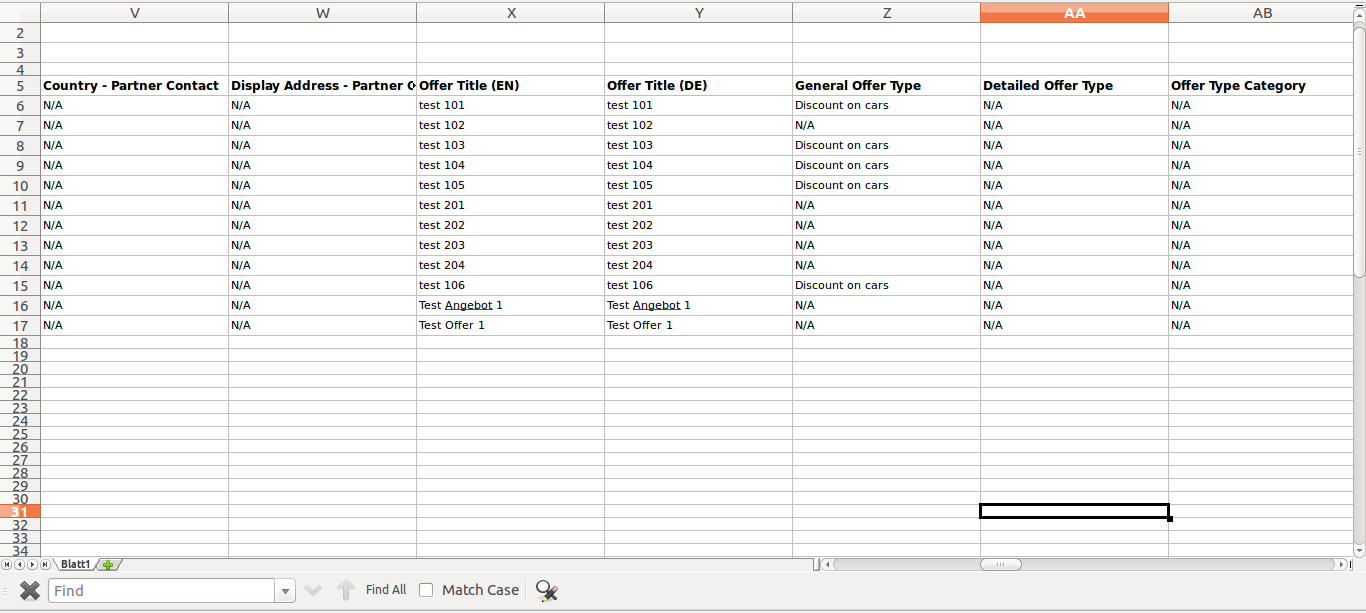 V W X Y Z AA AB
2
3
4
5 Country - Partner Contact Display Address - Partner Offer Title (EN) Offer Title (DE) General Offer Type Detailed Offer Type Offer Type Category
6 N/A N/A test 101 test 101 Discount on cars N/A N/A
7 N/A N/A test 102 test 102 N/A N/A N/A
8 N/A N/A test 103 test 103 Discount on cars N/A N/A
9 N/A N/A test 104 test 104 Discount on cars N/A N/A
10 N/A N/A test 105 test 105 Discount on cars N/A N/A
11 N/A N/A test 201 test 201 N/A N/A N/A
12 N/A N/A test 202 test 202 N/A N/A N/A
13 N/A N/A test 203 test 203 N/A N/A N/A
14 N/A N/A test 204 test 204 N/A N/A N/A
15 N/A N/A test 106 test 106 Discount on cars N/A N/A
16 N/A N/A Test Angebot 1 Test Angebot 1 N/A N/A N/A
17 N/A N/A Test Offer 1 Test Offer 1 N/A N/A N/A
18
19
20
21
22
23
24
25
26
27
28
29
30
31
32
33
34
Blatt1
Find Find All Match Case